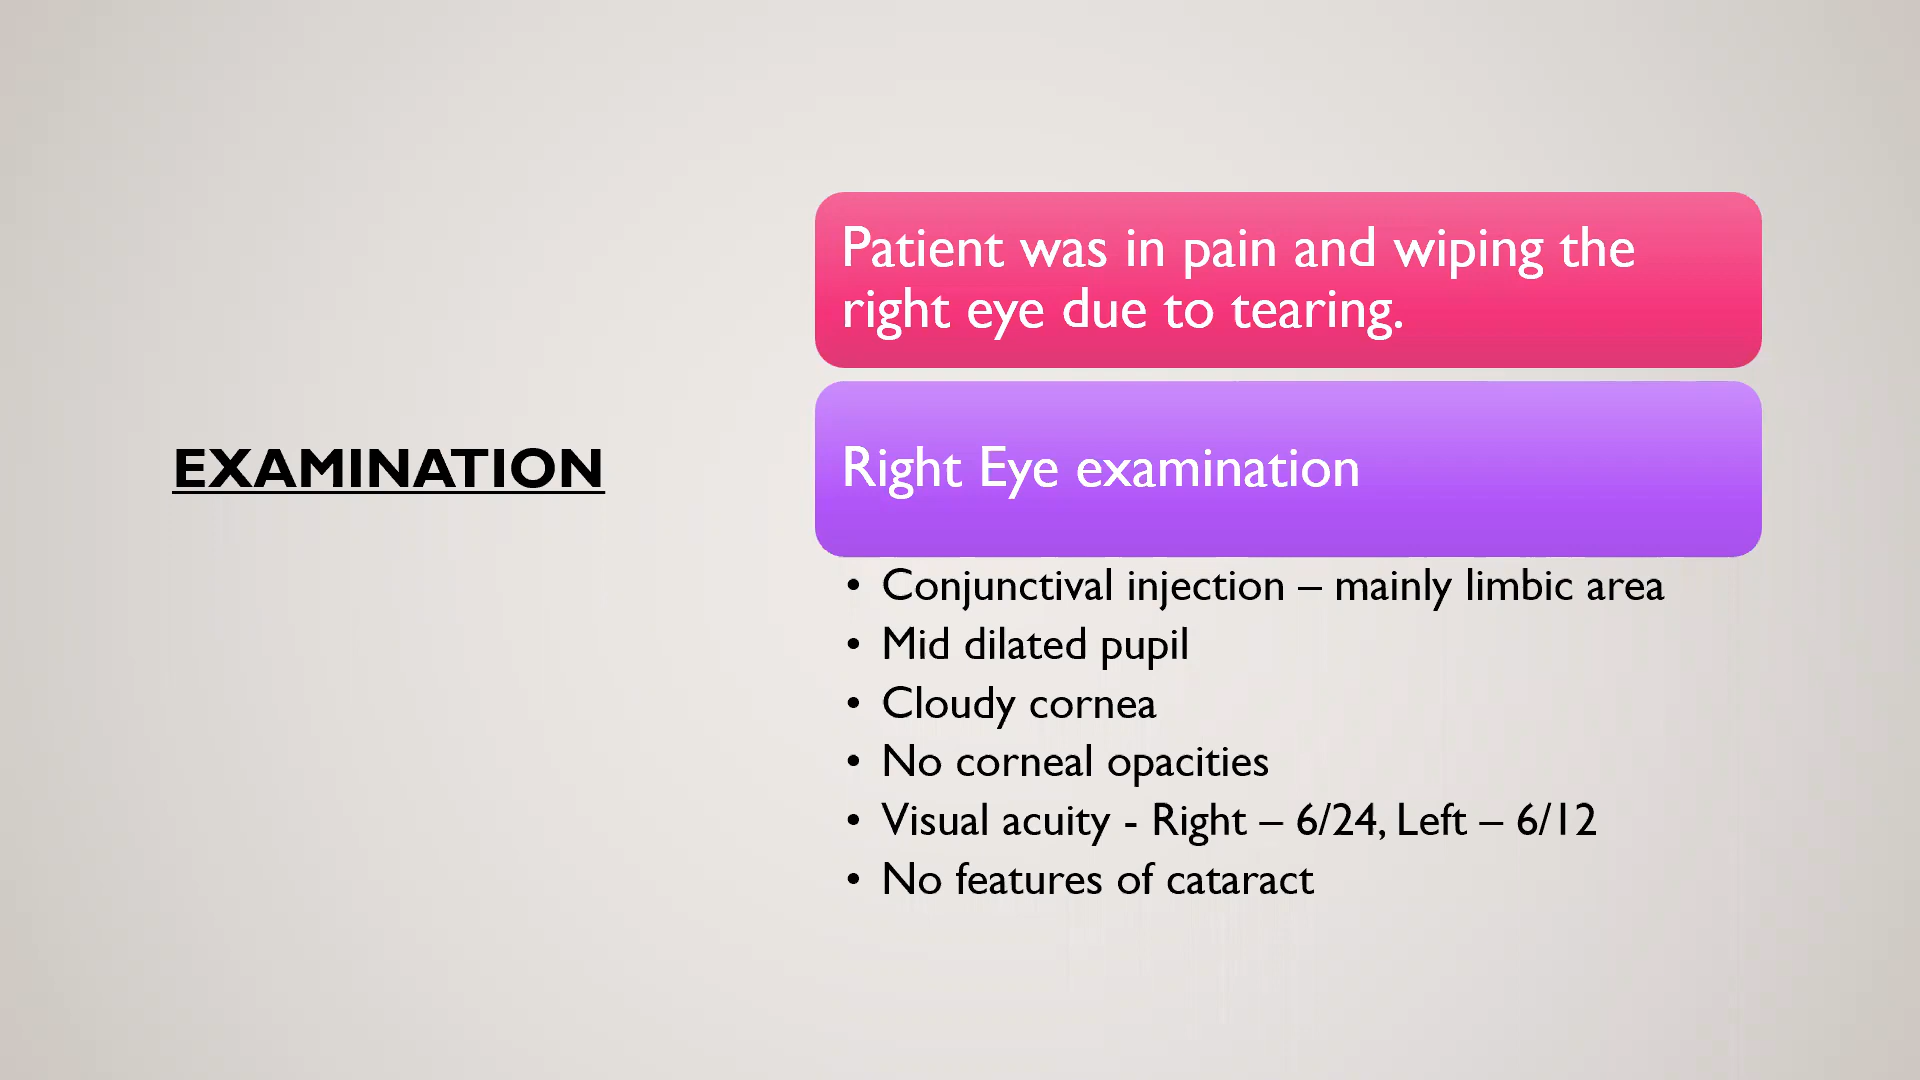 EXAMINATION
Patient was in pain and wiping the
right eye due to tearing.
Right Eye examination
• Conjunctival injection – mainly limbic area
• Mid dilated pupil
• Cloudy cornea
• No corneal opacities
• Visual acuity - Right – 6/24, Left – 6/12
• No features of cataract